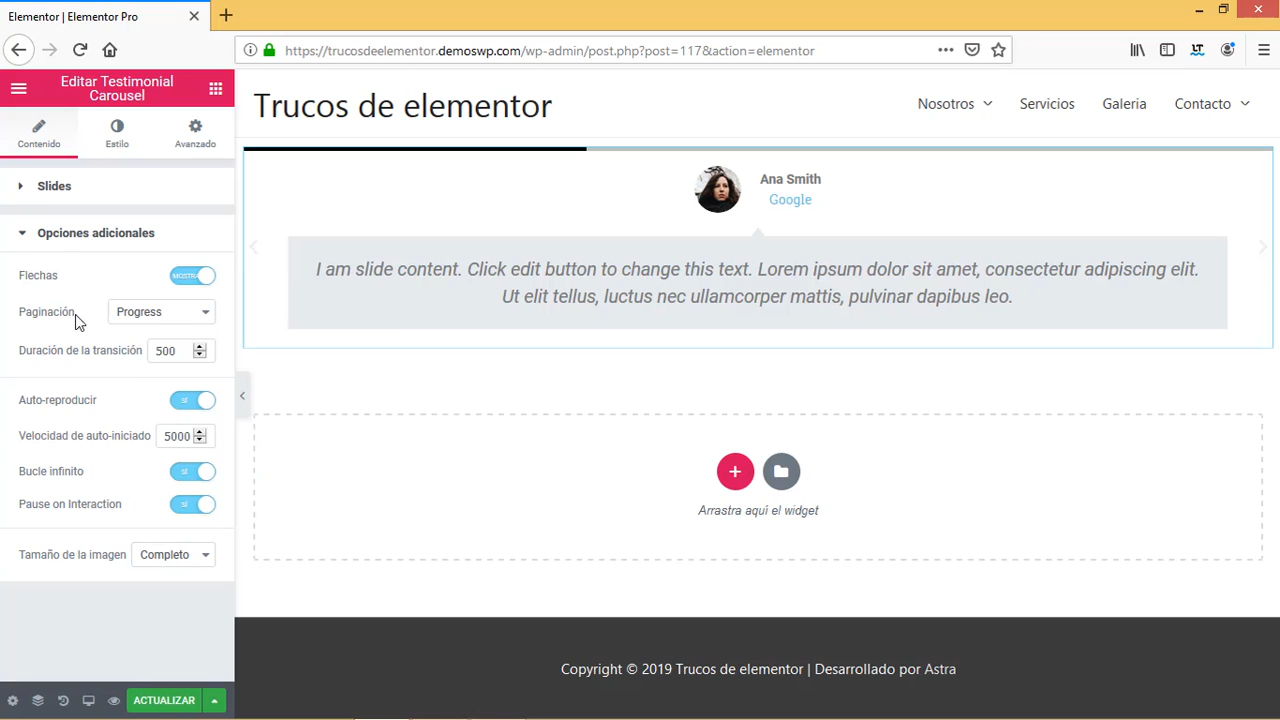 Elementor | Elementor Pro
https://trucosdeelementor.demoswp.com/wp-admin/post.php?post=117&action=elementor
Editar Testimonial
Carousel
Contenido
Estilo
Avanzado
Slides
Opciones adicionales
Flechas
MOSTRA
Paginación
Progress
Duración de la transición
500
Auto-reproducir
SÍ
Velocidad de auto-iniciado
5000
Bucle infinito
SÍ
Pause on Interaction
SÍ
Tamaño de la imagen
Completo
ACTUALIZAR
Trucos de elementor
Nosotros
Servicios
Galeria
Contacto
Ana Smith
Google
I am slide content. Click edit button to change this text. Lorem ipsum dolor sit amet, consectetur adipiscing elit.
Ut elit tellus, luctus nec ullamcorper mattis, pulvinar dapibus leo.
Arrastra aquí el widget
Copyright © 2019 Trucos de elementor | Desarrollado por Astra